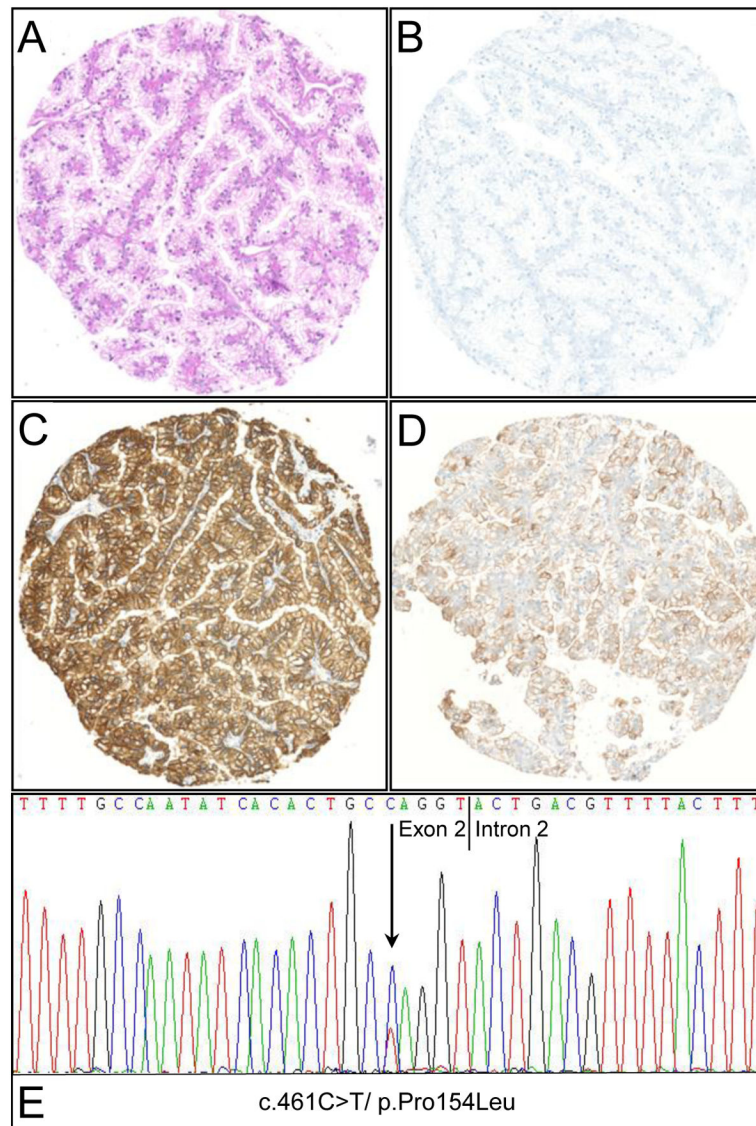 A
B
C
D
T T T T G C C A A T A T C A C A C T G C C A G G T A C T G A C G T T T T A C T T T
Exon 2 Intron 2
E
c.461C>T/ p.Pro154Leu